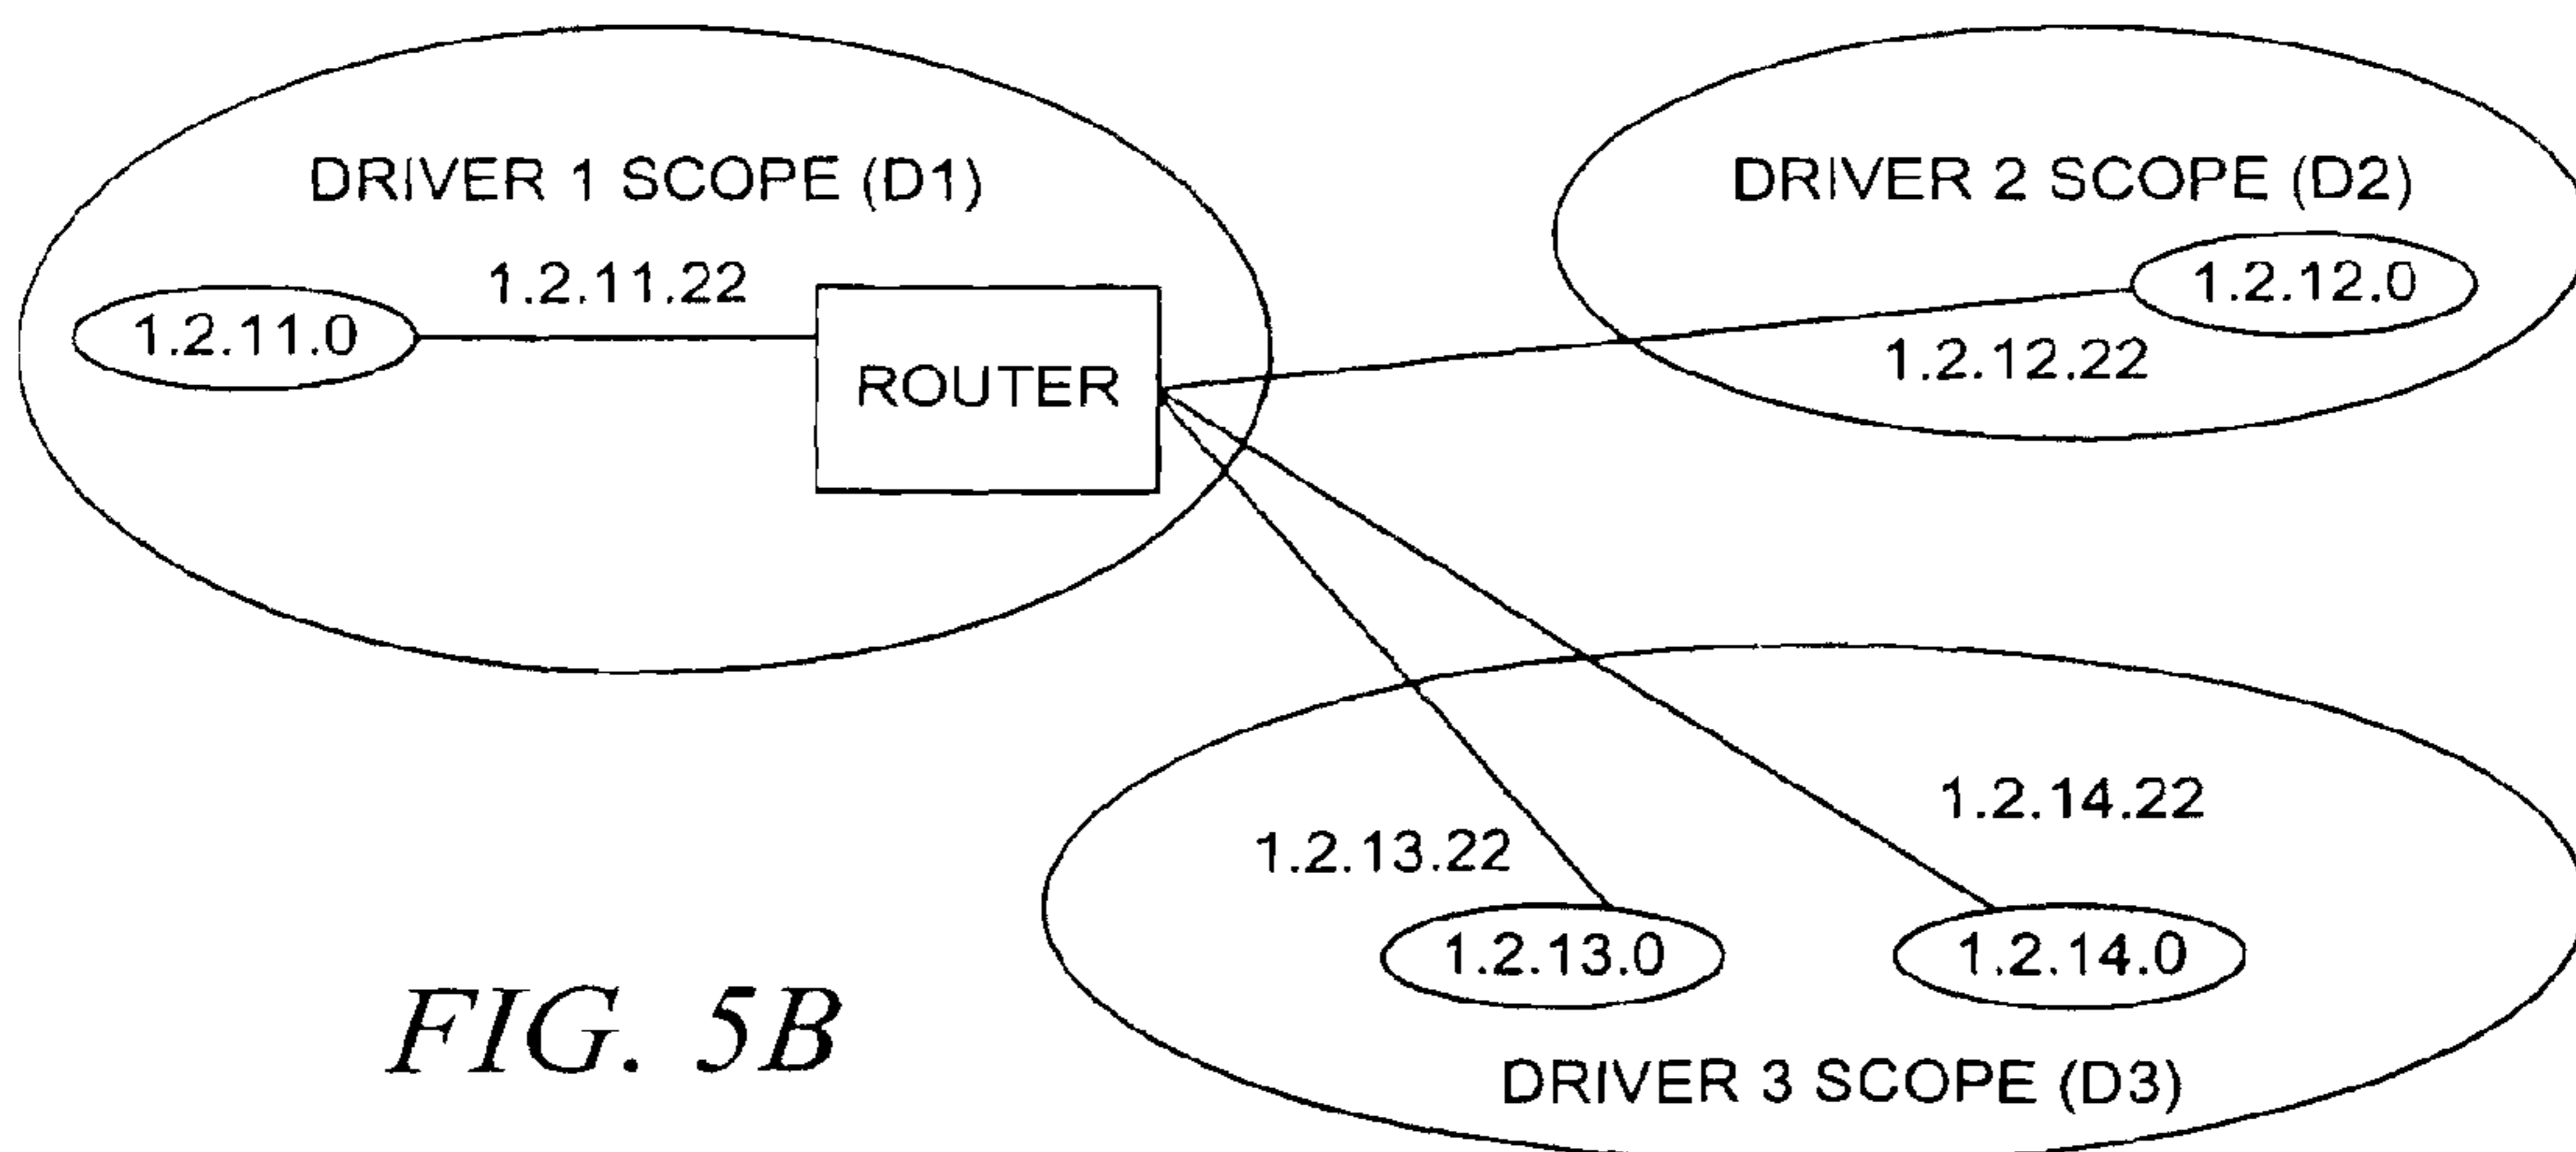 DRIVER 1 SCOPE (D1)
1.2.11.22
1.2.11.0
ROUTER
DRIVER 2 SCOPE (D2)
1.2.12.0
1.2.12.22
1.2.14.22
1.2.13.22
1.2.13.0
1.2.14.0
DRIVER 3 SCOPE (D3)
FIG. 5B